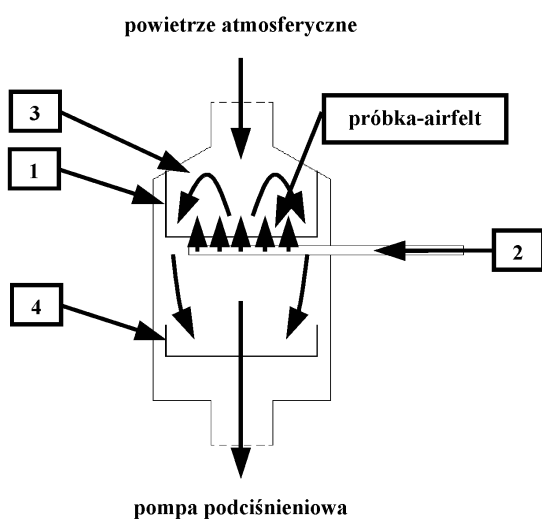 powietrze atmosferyczne
3
próbka-airfelt
1
2
4
pompa podciśnieniowa